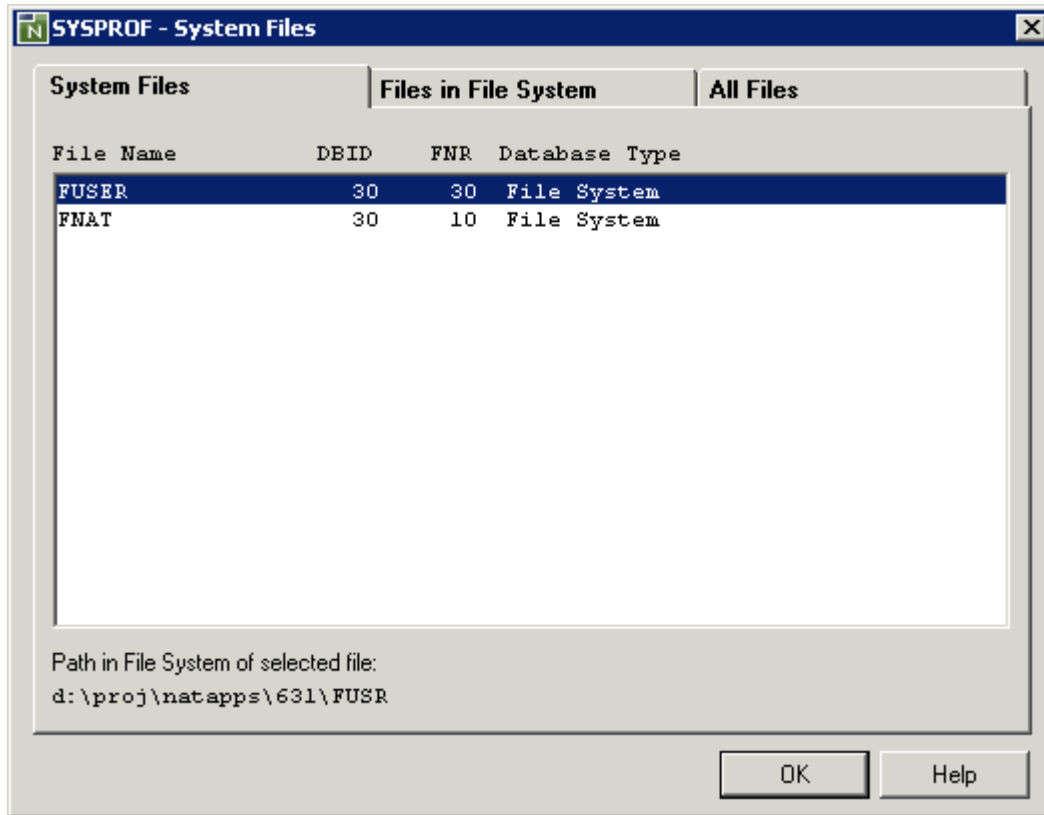 SYSPROF - System Files
System Files Files in File System All Files
File Name DBID FNR Database Type
FUSER 30 30 File System
FNAT 30 10 File System
Path in File System of selected file:
d:\proj\natapps\631\FUSR
OK Help